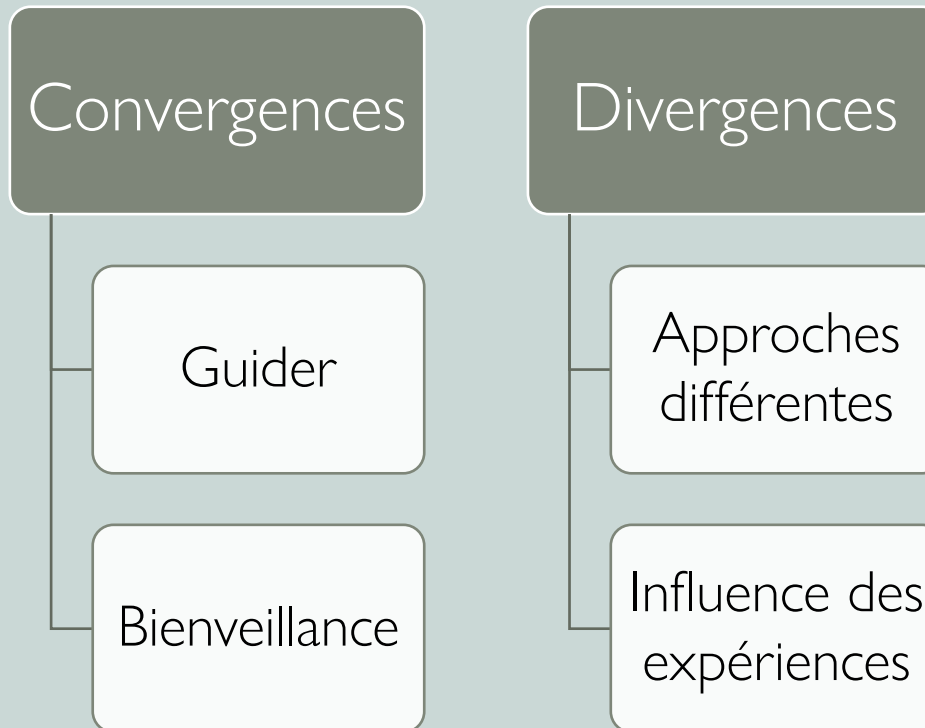 Convergences
Guider
Bienveillance
Divergences
Approches
différentes
Influence des
expériences